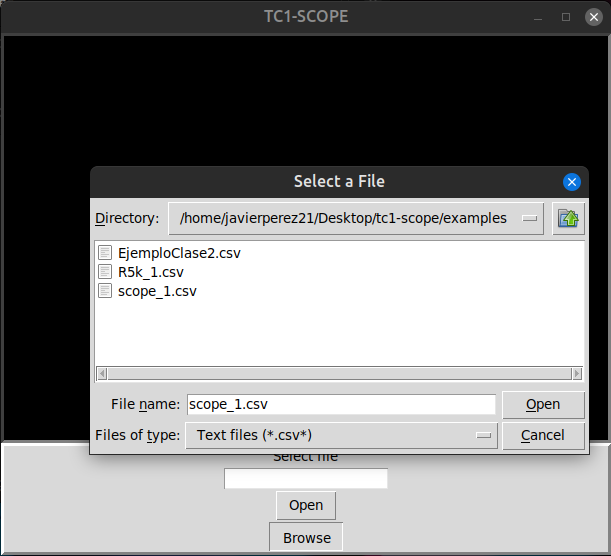 TC1-SCOPE
Select a File
Directory: /home/javierperez21/Desktop/tc1-scope/examples
EjemploClase2.csv
R5k_1.csv
scope_1.csv
File name: scope_1.csv Open
Files of type: Text files (*.csv*) Cancel
Select file
Open
Browse